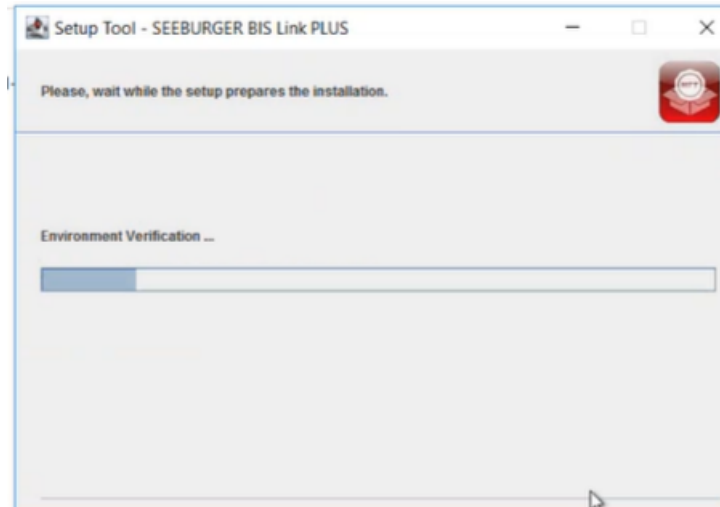 Setup Tool - SEEBURGER BIS Link PLUS
Please, wait while the setup prepares the installation.
Environment Verification ...